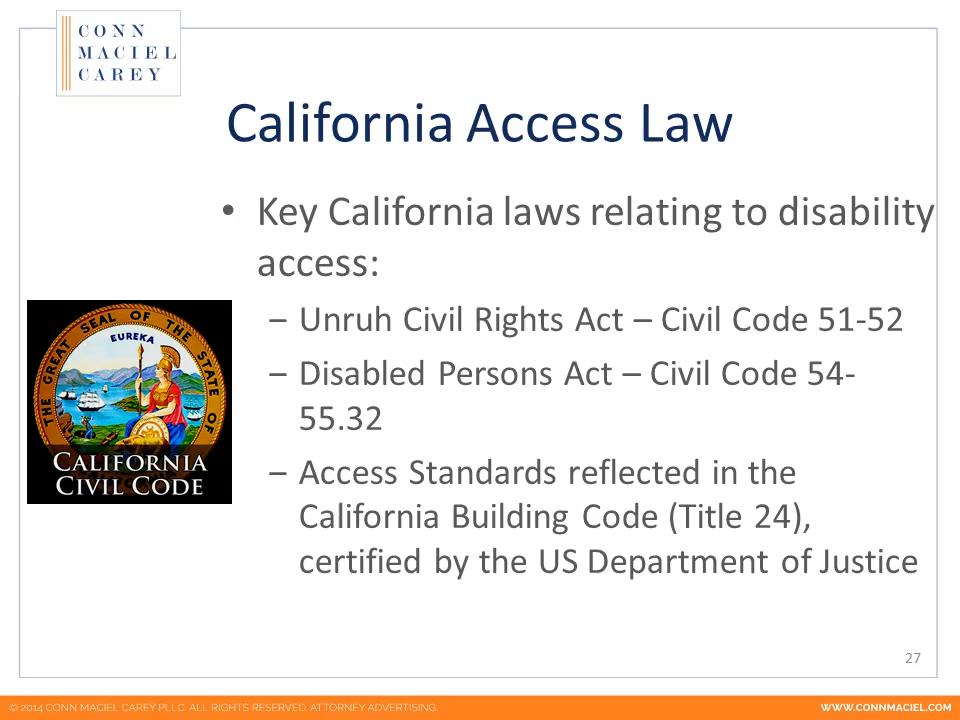 CONN
MACIEL
CAREY
California Access Law
• Key California laws relating to disability
access:
– Unruh Civil Rights Act – Civil Code 51-52
– Disabled Persons Act – Civil Code 54-
55.32
– Access Standards reflected in the
California Building Code (Title 24),
certified by the US Department of Justice
THE GREAT SEAL OF THE STATE OF
EUREKA
CALIFORNIA
CIVIL CODE
27
© 2014 CONN MACIEL CAREY PLLC. ALL RIGHTS RESERVED. ATTORNEY ADVERTISING.
WWW.CONNMACIEL.COM